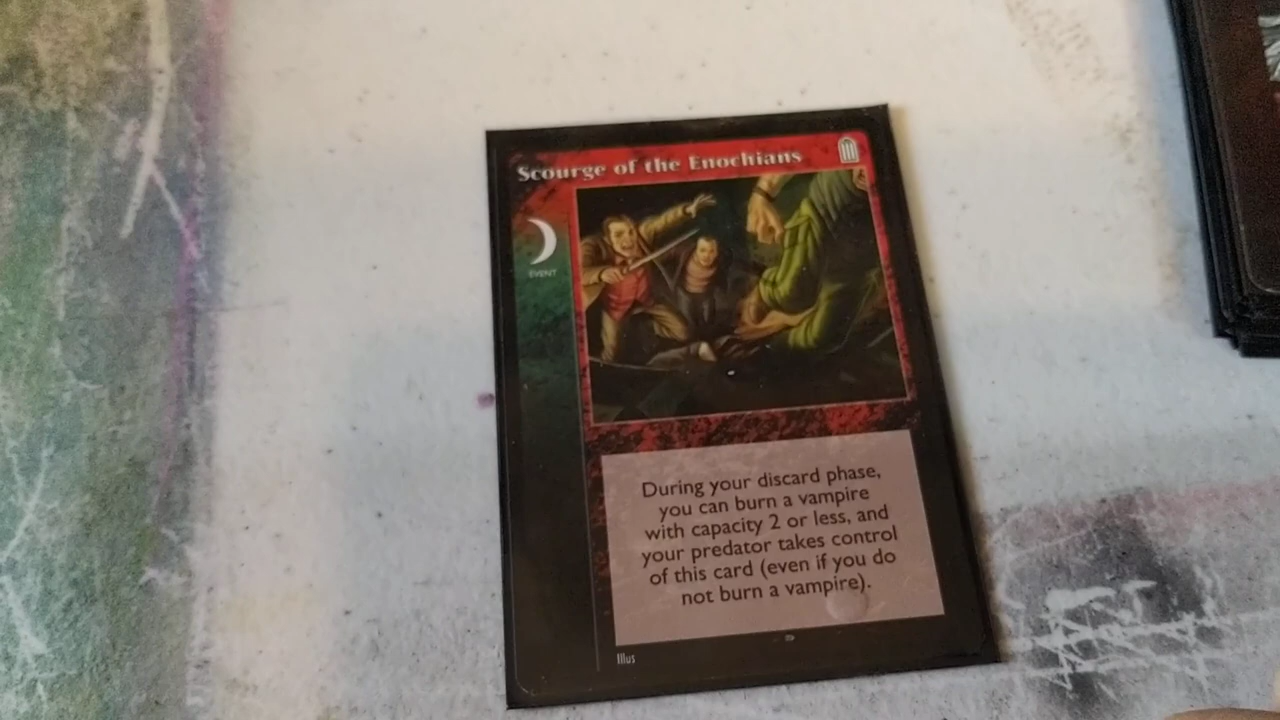 Scourge of the Enochians
EVENT
During your discard phase,
you can burn a vampire
with capacity 2 or less, and
your predator takes control
of this card (even if you do
not burn a vampire).
Illus